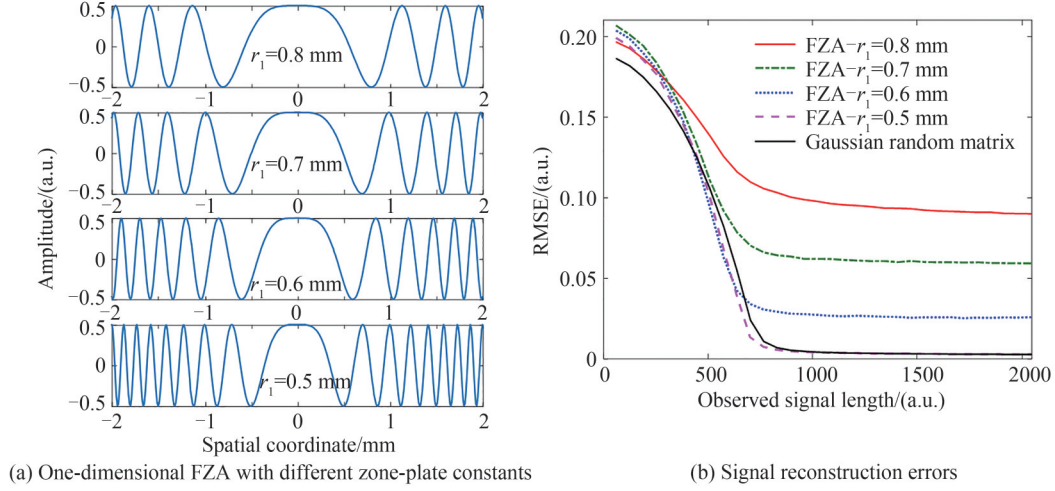 0.5
0
−0.5
r₁=0.8 mm
−2
−1
0
1
2
0.5
0
−0.5
r₁=0.7 mm
−2
−1
0
1
2
0.5
0
−0.5
r₁=0.6 mm
−2
−1
0
1
2
0.5
0
−0.5
r₁=0.5 mm
−2
−1
0
1
2
Amplitude/(a.u.)
Spatial coordinate/mm
(a) One-dimensional FZA with different zone-plate constants
0.20
0.15
0.10
0.05
0
RMSE/(a.u.)
FZA−r₁=0.8 mm
FZA−r₁=0.7 mm
FZA−r₁=0.6 mm
FZA−r₁=0.5 mm
Gaussian random matrix
0
500
1000
1500
2000
Observed signal length/(a.u.)
(b) Signal reconstruction errors